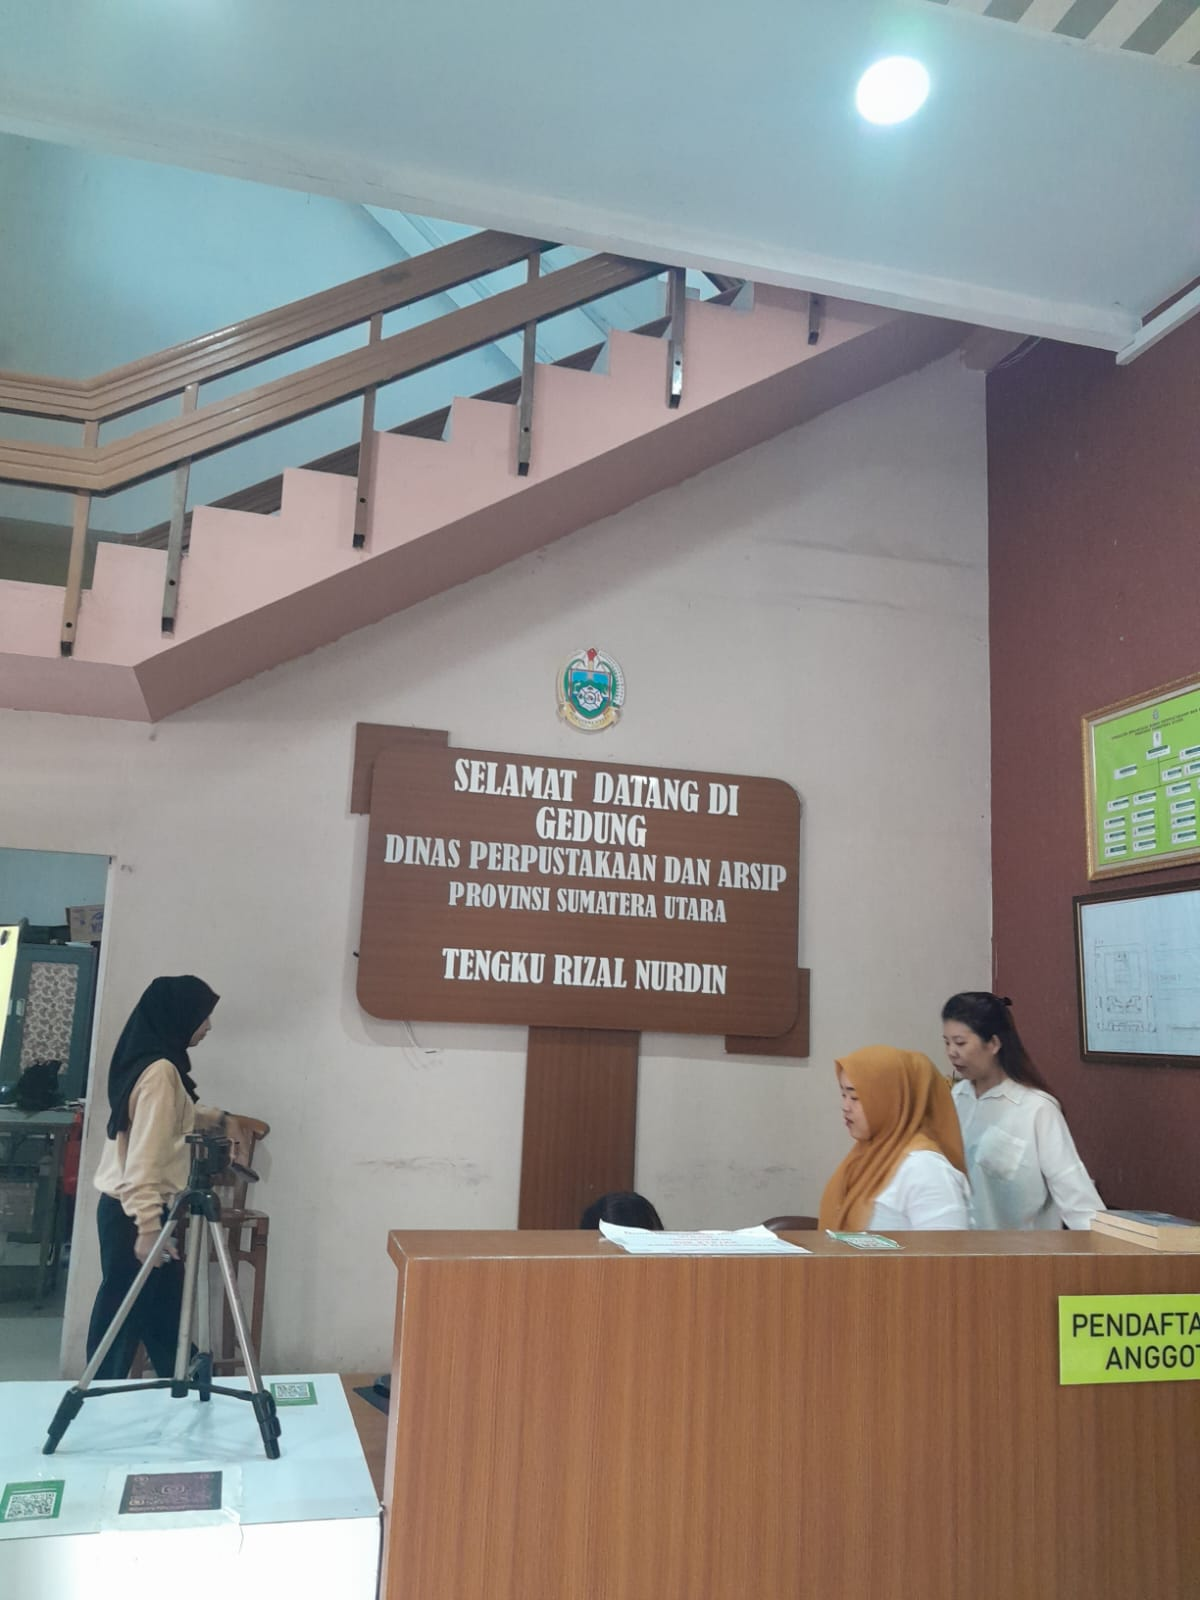 SELAMAT DATANG DI
GEDUNG
DINAS PERPUSTAKAAN DAN ARSIP
PROVINSI SUMATERA UTARA
TENGKU RIZAL NURDIN
PENDAFTA
ANGGOT